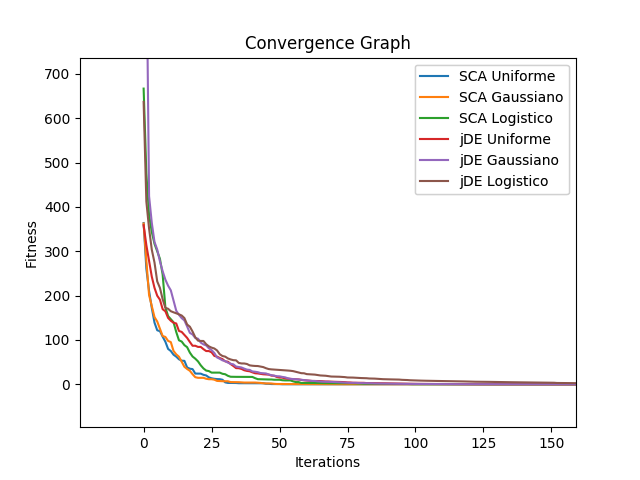 Convergence Graph
SCA Uniforme
SCA Gaussiano
SCA Logistico
jDE Uniforme
jDE Gaussiano
jDE Logistico
Fitness
700
600
500
400
300
200
100
0
0 25 50 75 100 125 150
Iterations